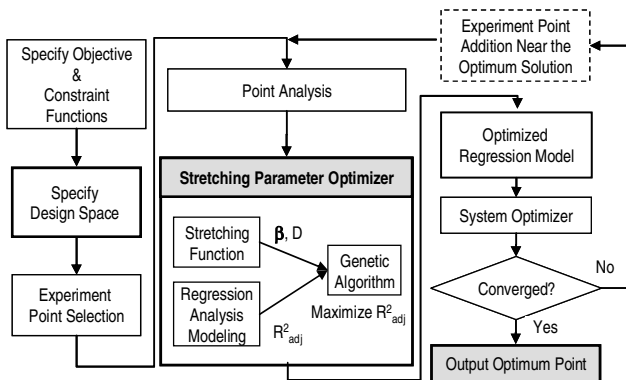 Specify Objective
&
Constraint
Functions
Specify
Design Space
Experiment
Point Selection
Point Analysis
Stretching Parameter Optimizer
Stretching
Function
β, D
Regression
Analysis
Modeling
R²adj
Genetic
Algorithm
Maximize R²adj
Experiment Point
Addition Near the
Optimum Solution
Optimized
Regression Model
System Optimizer
Converged?
No
Yes
Output Optimum Point